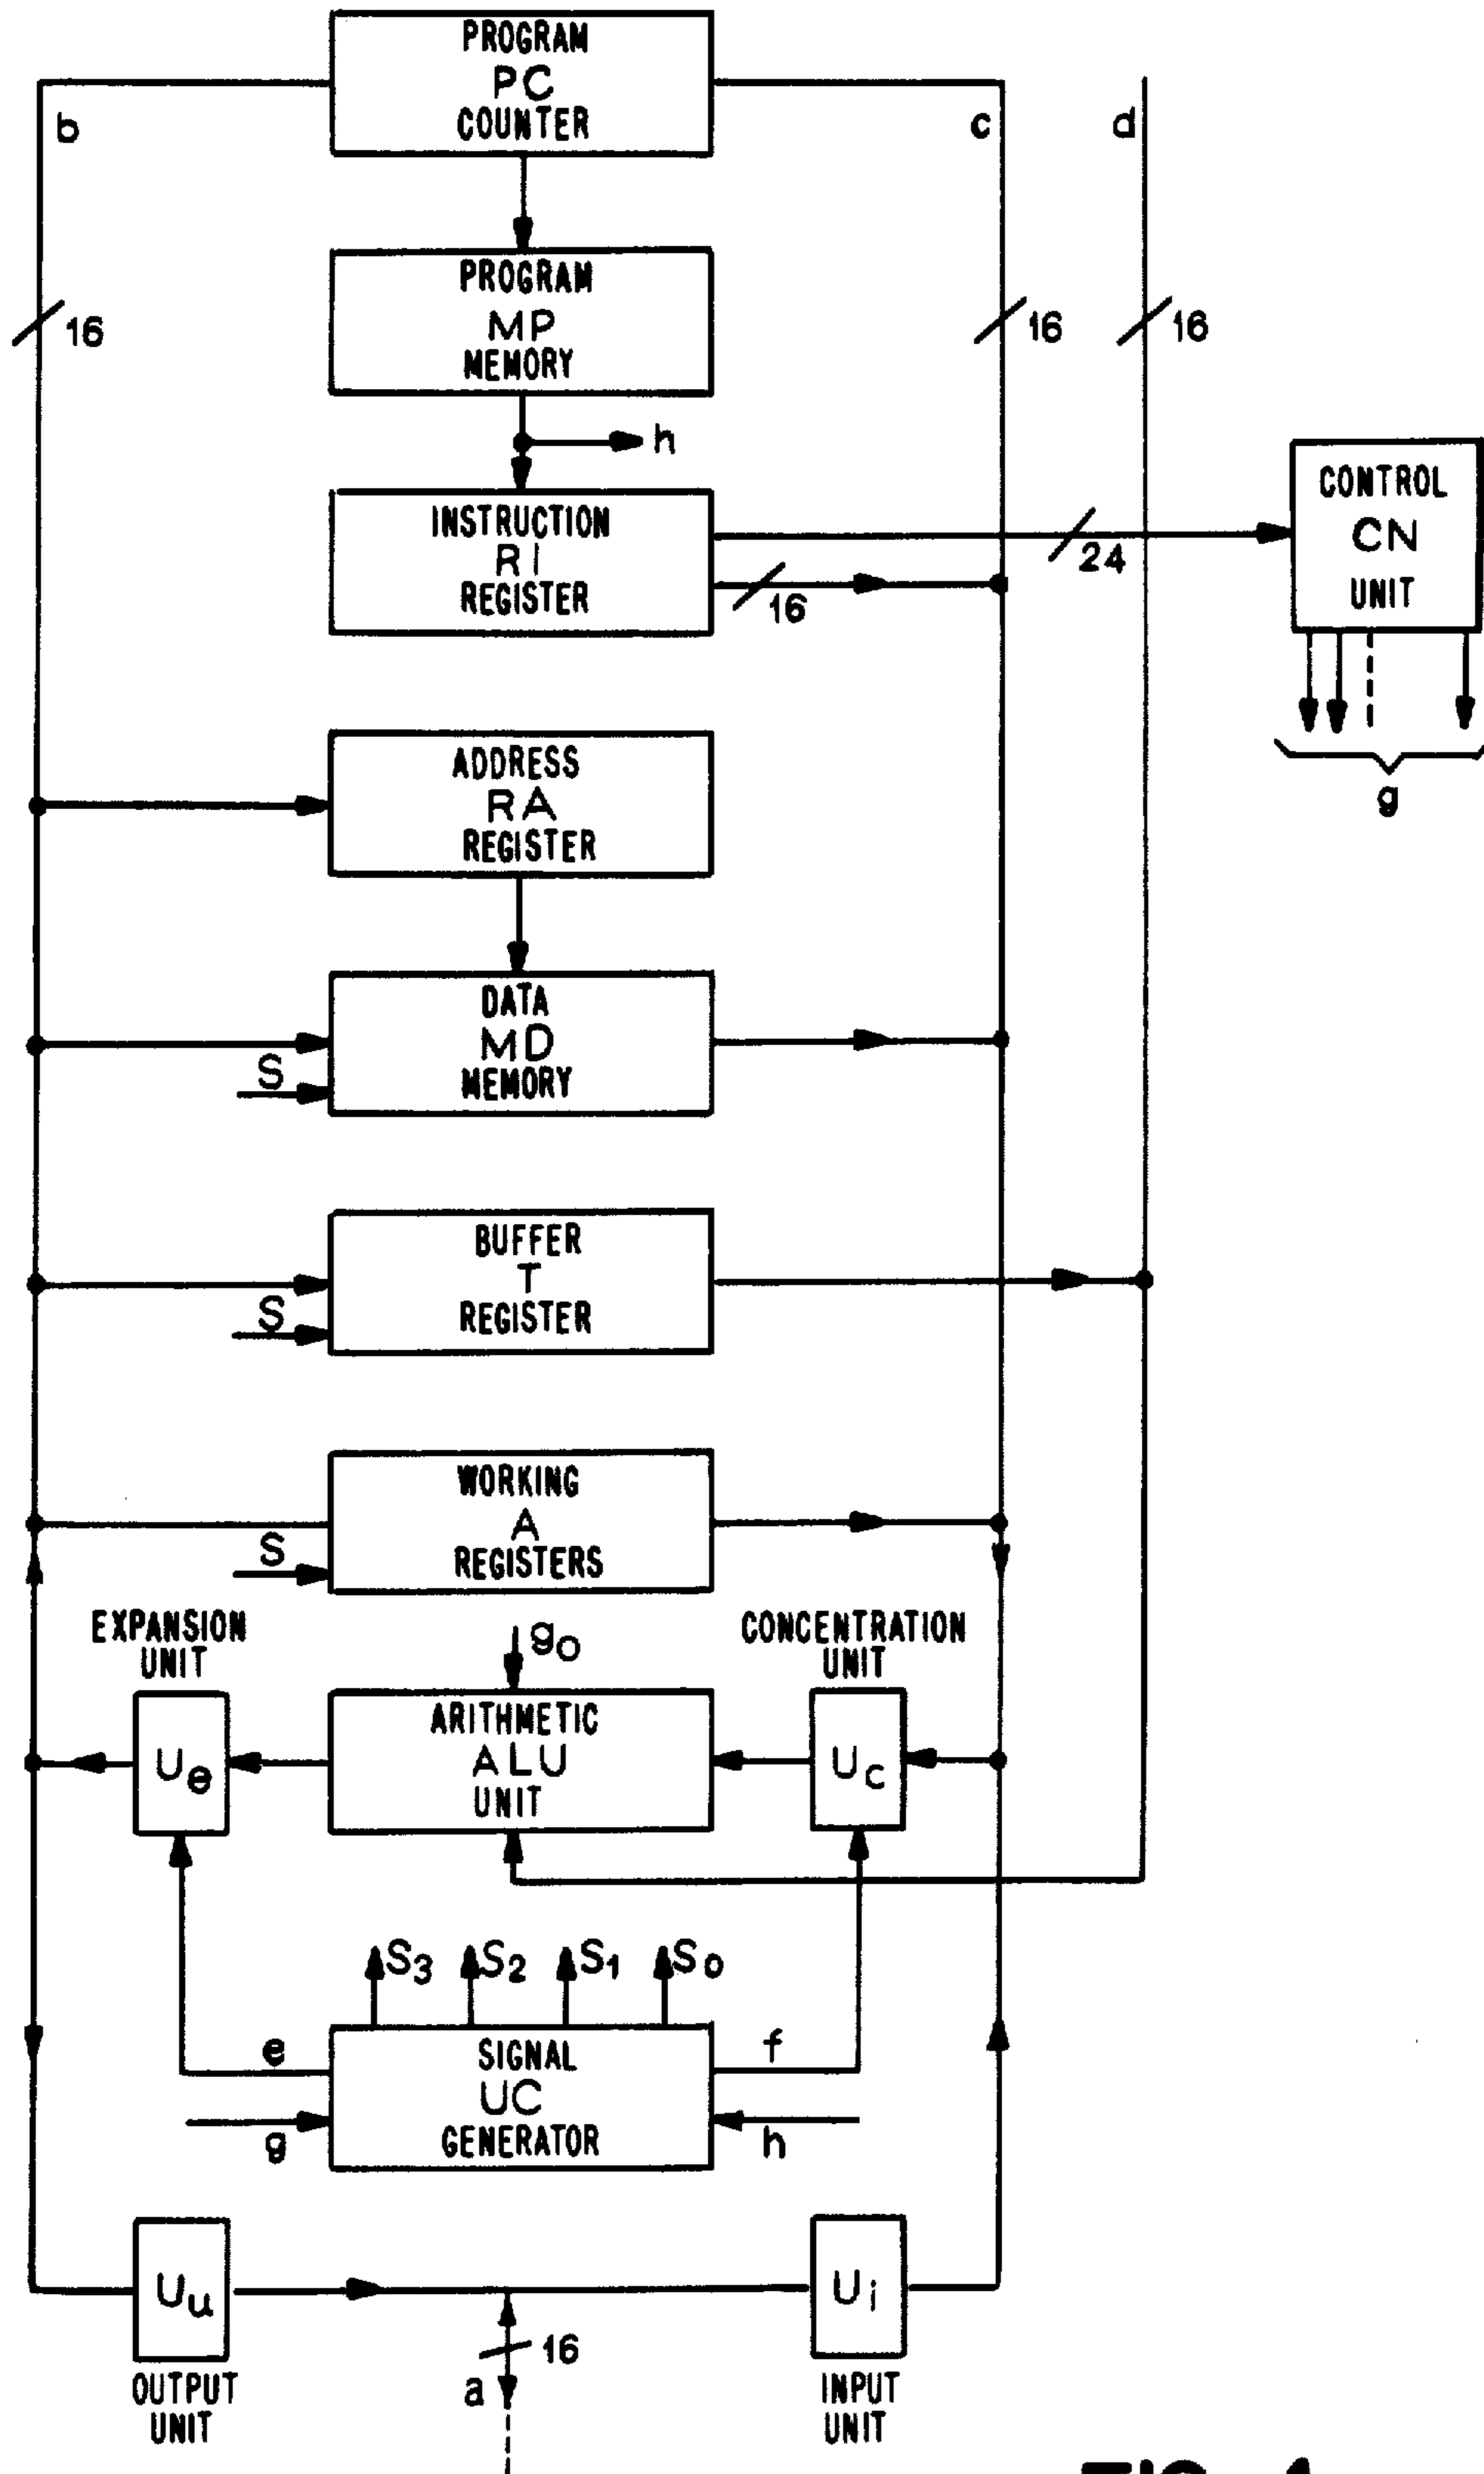 PROGRAM
PC
COUNTER
b
c
d
16
16
16
PROGRAM
MP
MEMORY
h
INSTRUCTION
RI
REGISTER
24
16
CONTROL
CN
UNIT
g
ADDRESS
RA
REGISTER
DATA
MD
MEMORY
S
BUFFER
T
REGISTER
S
WORKING
A
REGISTERS
S
EXPANSION
UNIT
Ue
g0
CONCENTRATION
UNIT
Uc
ARITHMETIC
ALU
UNIT
S3
S2
S1
S0
e
f
SIGNAL
UC
GENERATOR
g
h
Uu
Ui
16
a
OUTPUT
UNIT
INPUT
UNIT